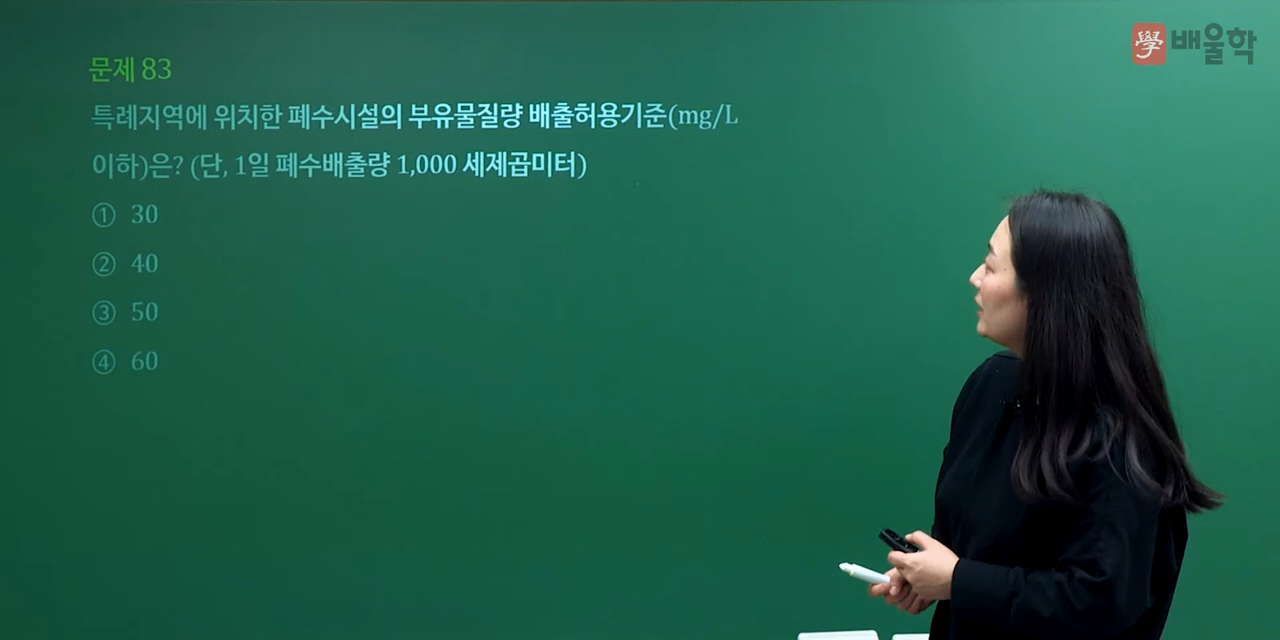 學 배울학
문제 83
특례지역에 위치한 폐수시설의 부유물질량 배출허용기준(mg/L
이하)은? (단, 1일 폐수배출량 1,000 세제곱미터)
① 30
② 40
③ 50
④ 60